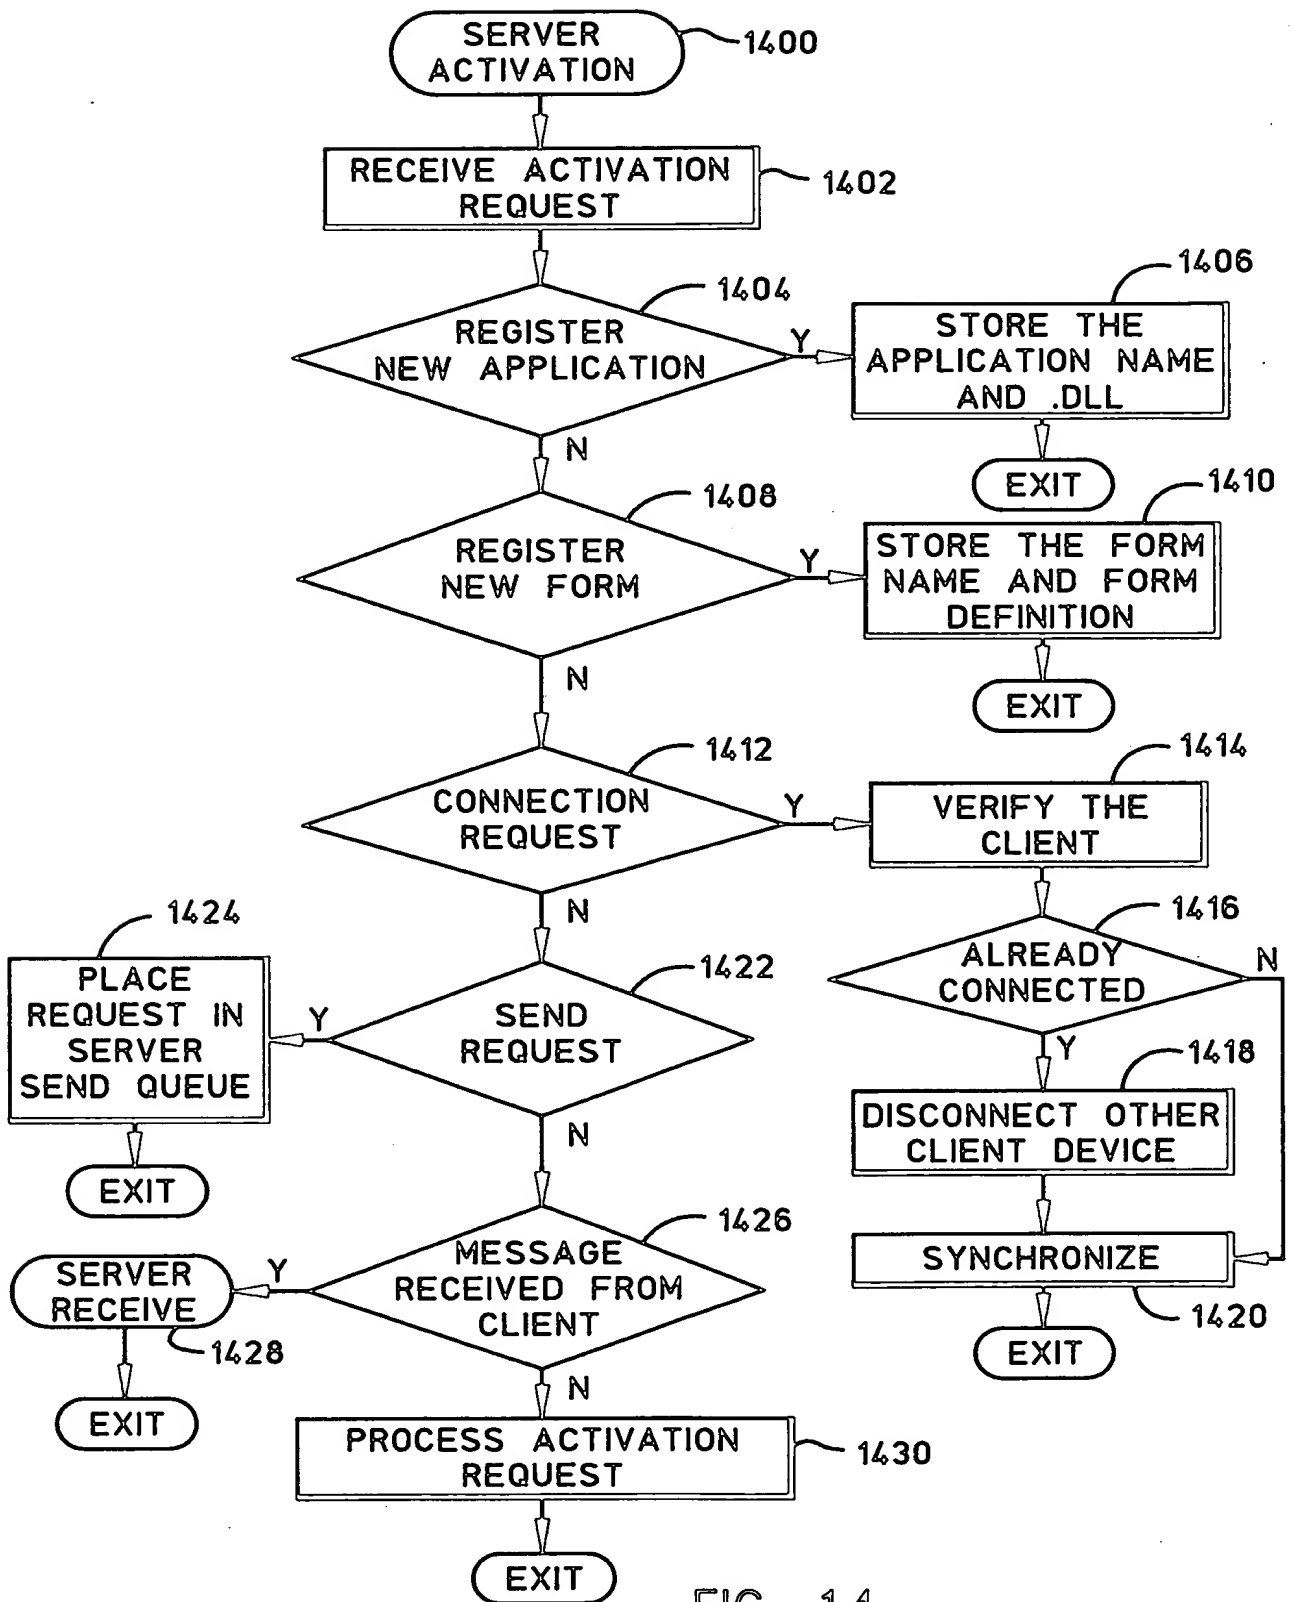 SERVER
ACTIVATION
1400
RECEIVE ACTIVATION
REQUEST
1402
REGISTER
NEW APPLICATION
1404
Y
N
STORE THE
APPLICATION NAME
AND .DLL
1406
EXIT
REGISTER
NEW FORM
1408
Y
N
STORE THE FORM
NAME AND FORM
DEFINITION
1410
EXIT
CONNECTION
REQUEST
1412
Y
N
VERIFY THE
CLIENT
1414
ALREADY
CONNECTED
1416
N
Y
DISCONNECT OTHER
CLIENT DEVICE
1418
SYNCHRONIZE
1420
EXIT
SEND
REQUEST
1422
Y
N
PLACE
REQUEST IN
SERVER
SEND QUEUE
1424
EXIT
MESSAGE
RECEIVED FROM
CLIENT
1426
Y
N
SERVER
RECEIVE
1428
EXIT
PROCESS ACTIVATION
REQUEST
1430
EXIT
FIG. 14